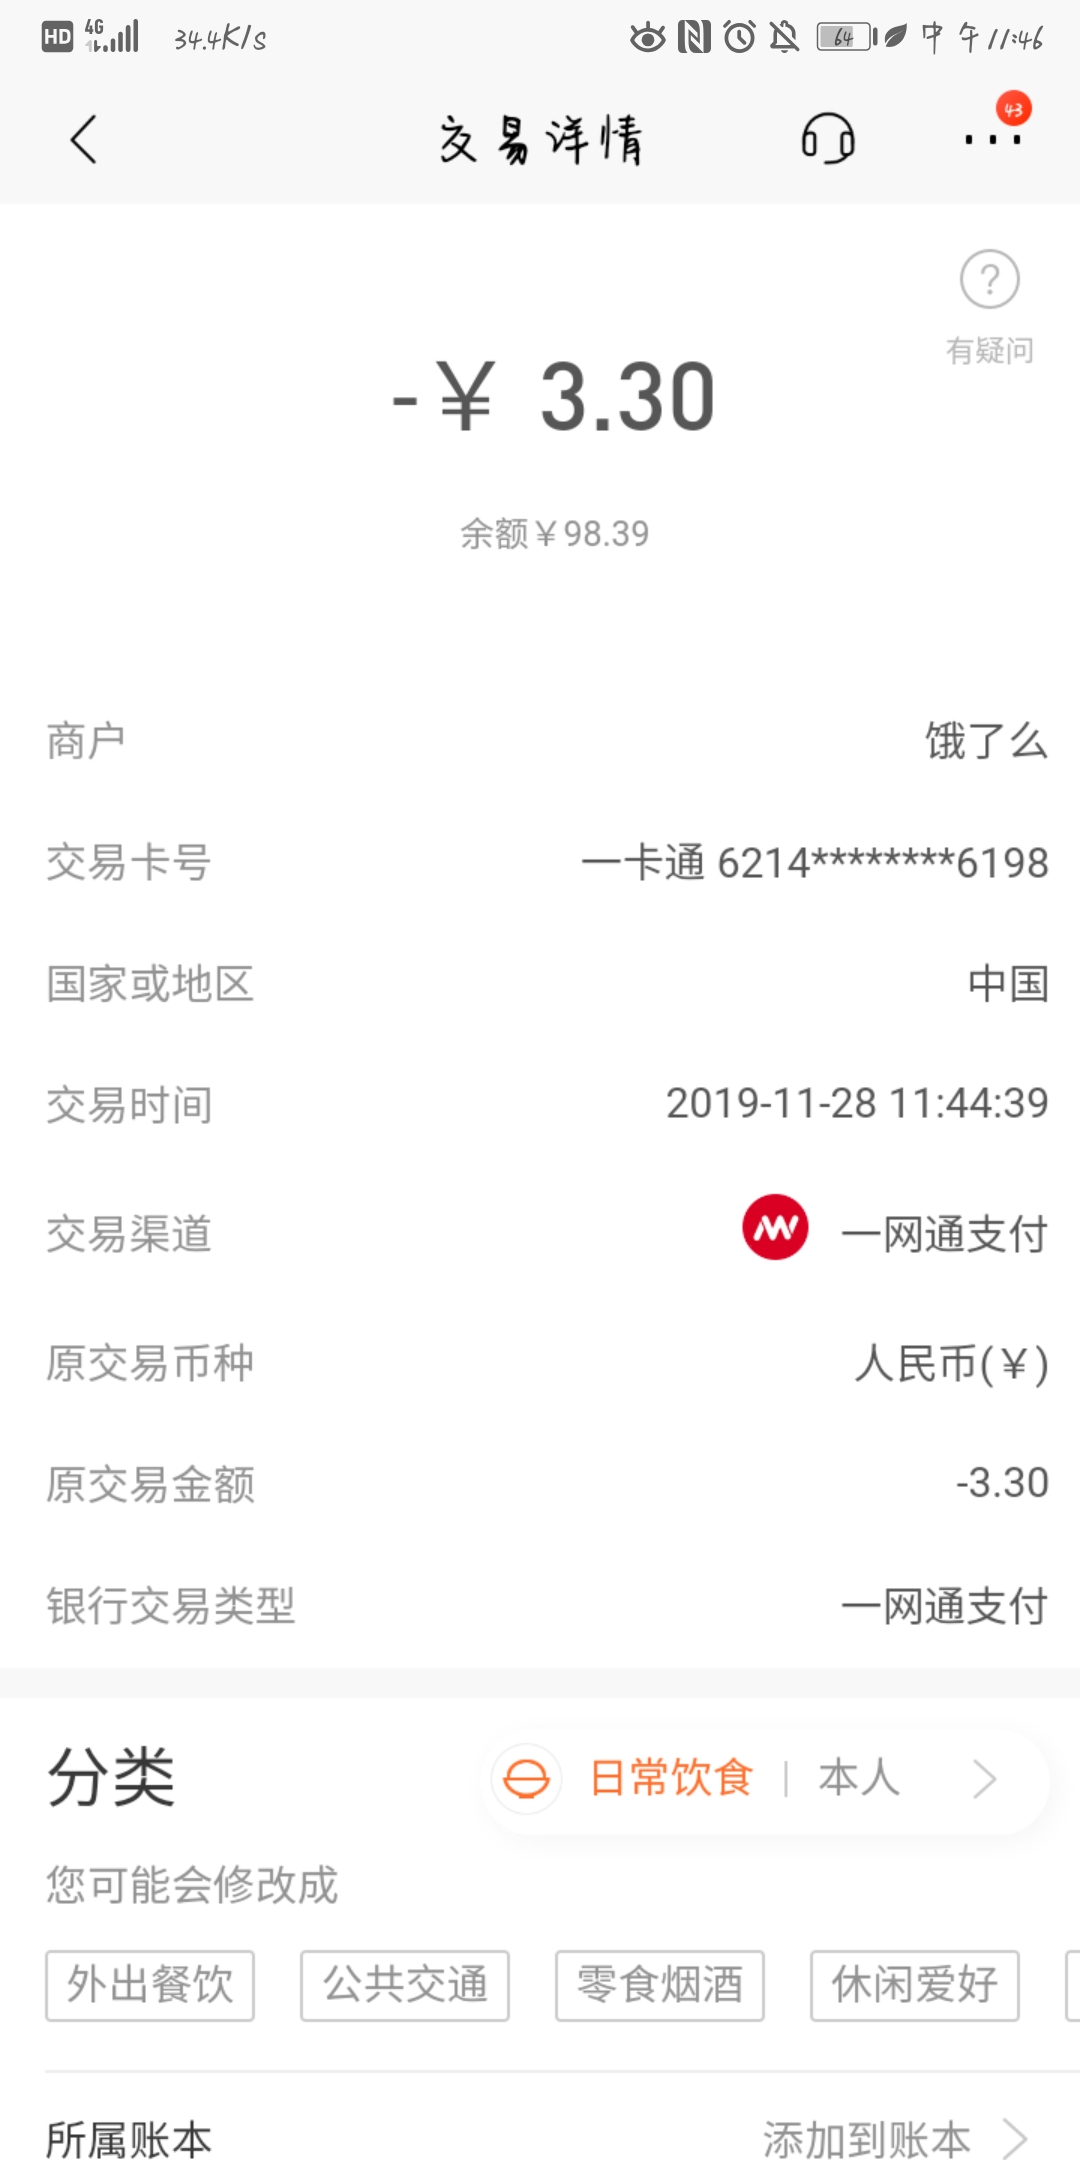 HD 4G 34.4K/s 64 中午11:46
交易详情 43
?
有疑问
-¥ 3.30
余额¥98.39
商户 饿了么
交易卡号 一卡通 6214********6198
国家或地区 中国
交易时间 2019-11-28 11:44:39
交易渠道 一网通支付
原交易币种 人民币(¥)
原交易金额 -3.30
银行交易类型 一网通支付
分类 日常饮食 | 本人
您可能会修改成
外出餐饮 公共交通 零食烟酒 休闲爱好
所属账本 添加到账本